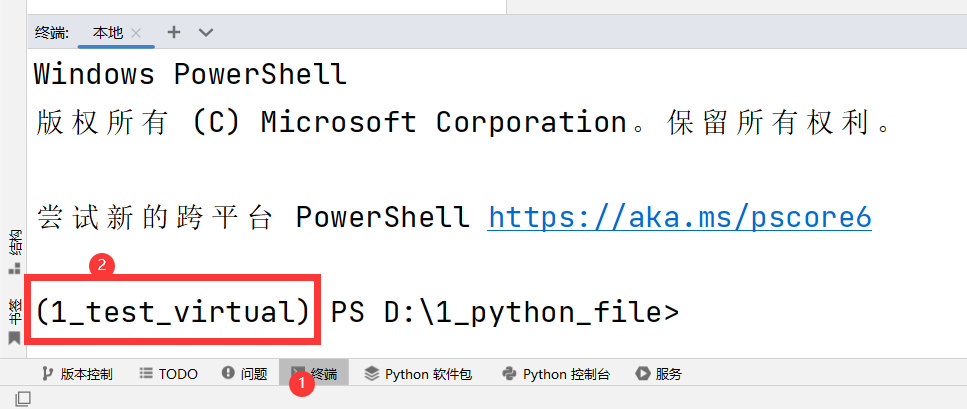 终端: 本地 × +
Windows PowerShell
版权所有 (C) Microsoft Corporation。保留所有权利。
尝试新的跨平台 PowerShell https://aka.ms/pscore6
结构
2
(1_test_virtual) PS D:\1_python_file>
书签
版本控制 TODO 问题 终端 Python 软件包 Python 控制台 服务
1